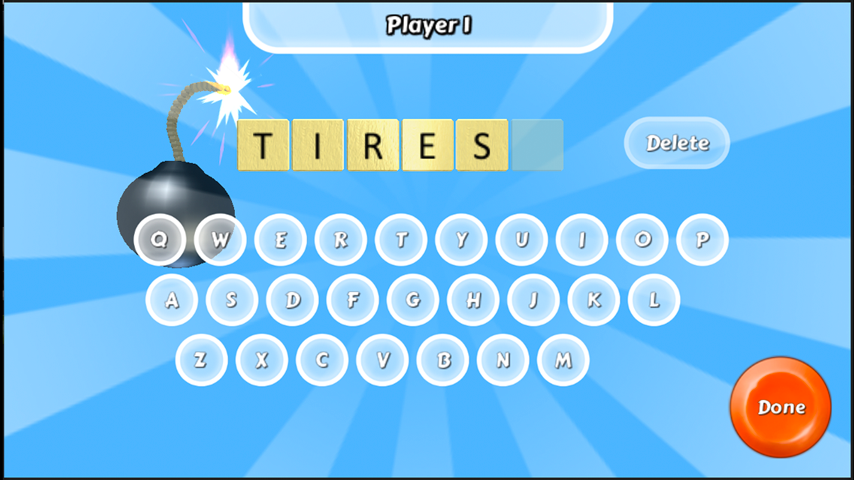 Player 1
TIRES
Delete
Q W E R T Y U I O P
A S D F G H J K L
Z X C V B N M
Done